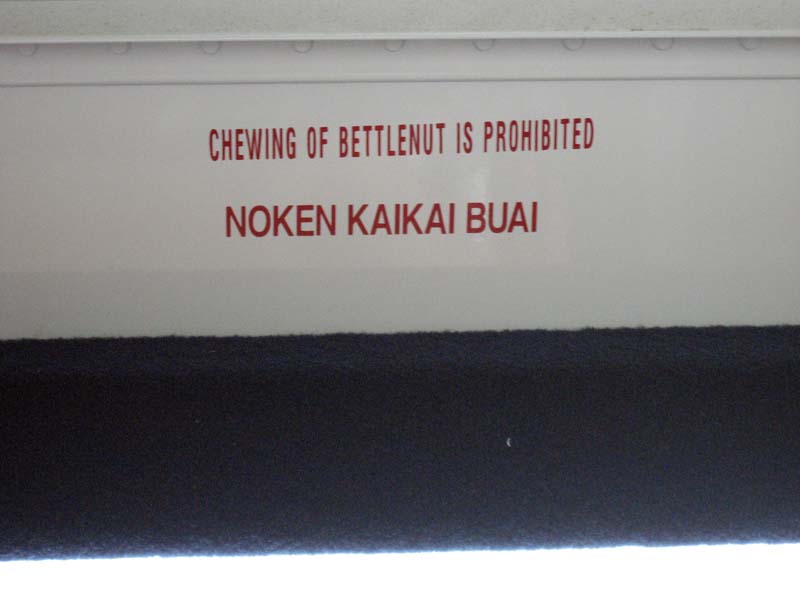 CHEWING OF BETTLENUT IS PROHIBITED
NOKEN KAIKAI BUAI